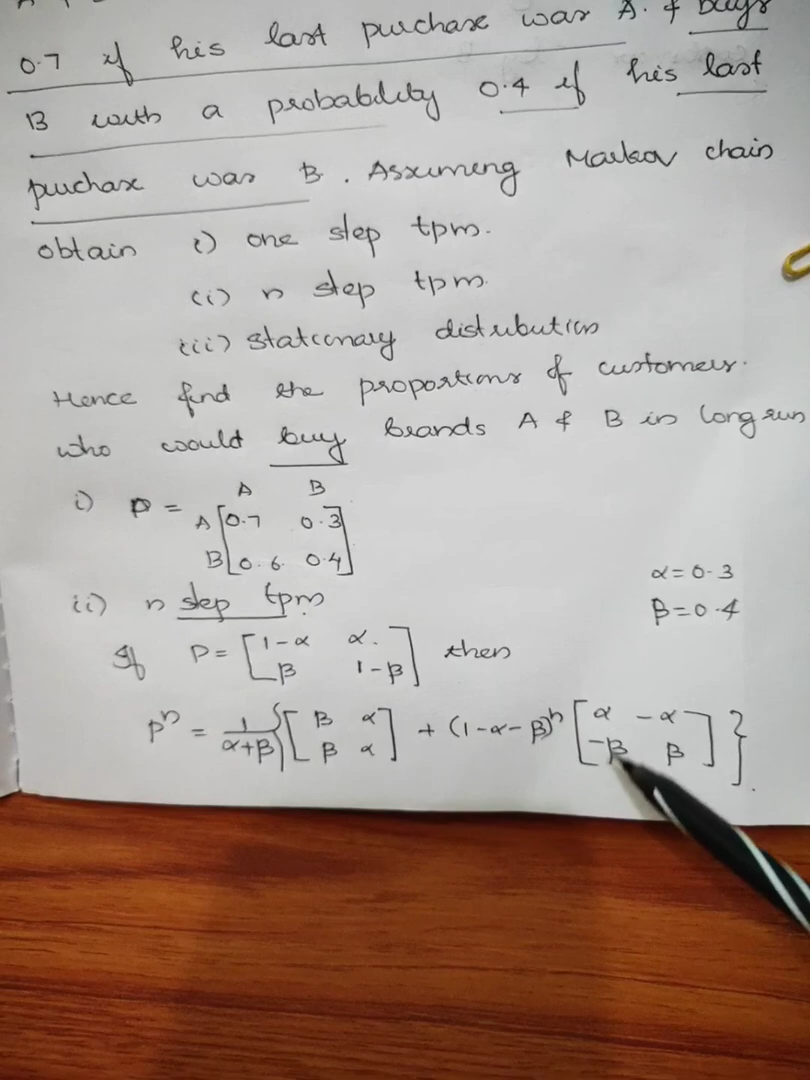 0.7 if his last purchase was A. & buys
B with a probability 0.4 if his last
purchase was B. Assuming Markov chain
obtain i) one step tpm.
(i) n step tpm.
iii) stationary distribution
Hence find the proportions of customers.
who would buy brands A & B in long run
i) P = A B
A [0.7 0.3]
B [0.6 0.4]
α = 0.3
ii) n step tpm
β = 0.4
If P = [1-α α. β 1-β] then
Pⁿ = 1/(α+β) { [β α β α] + (1-α-β)ⁿ [α -α -β β] }.